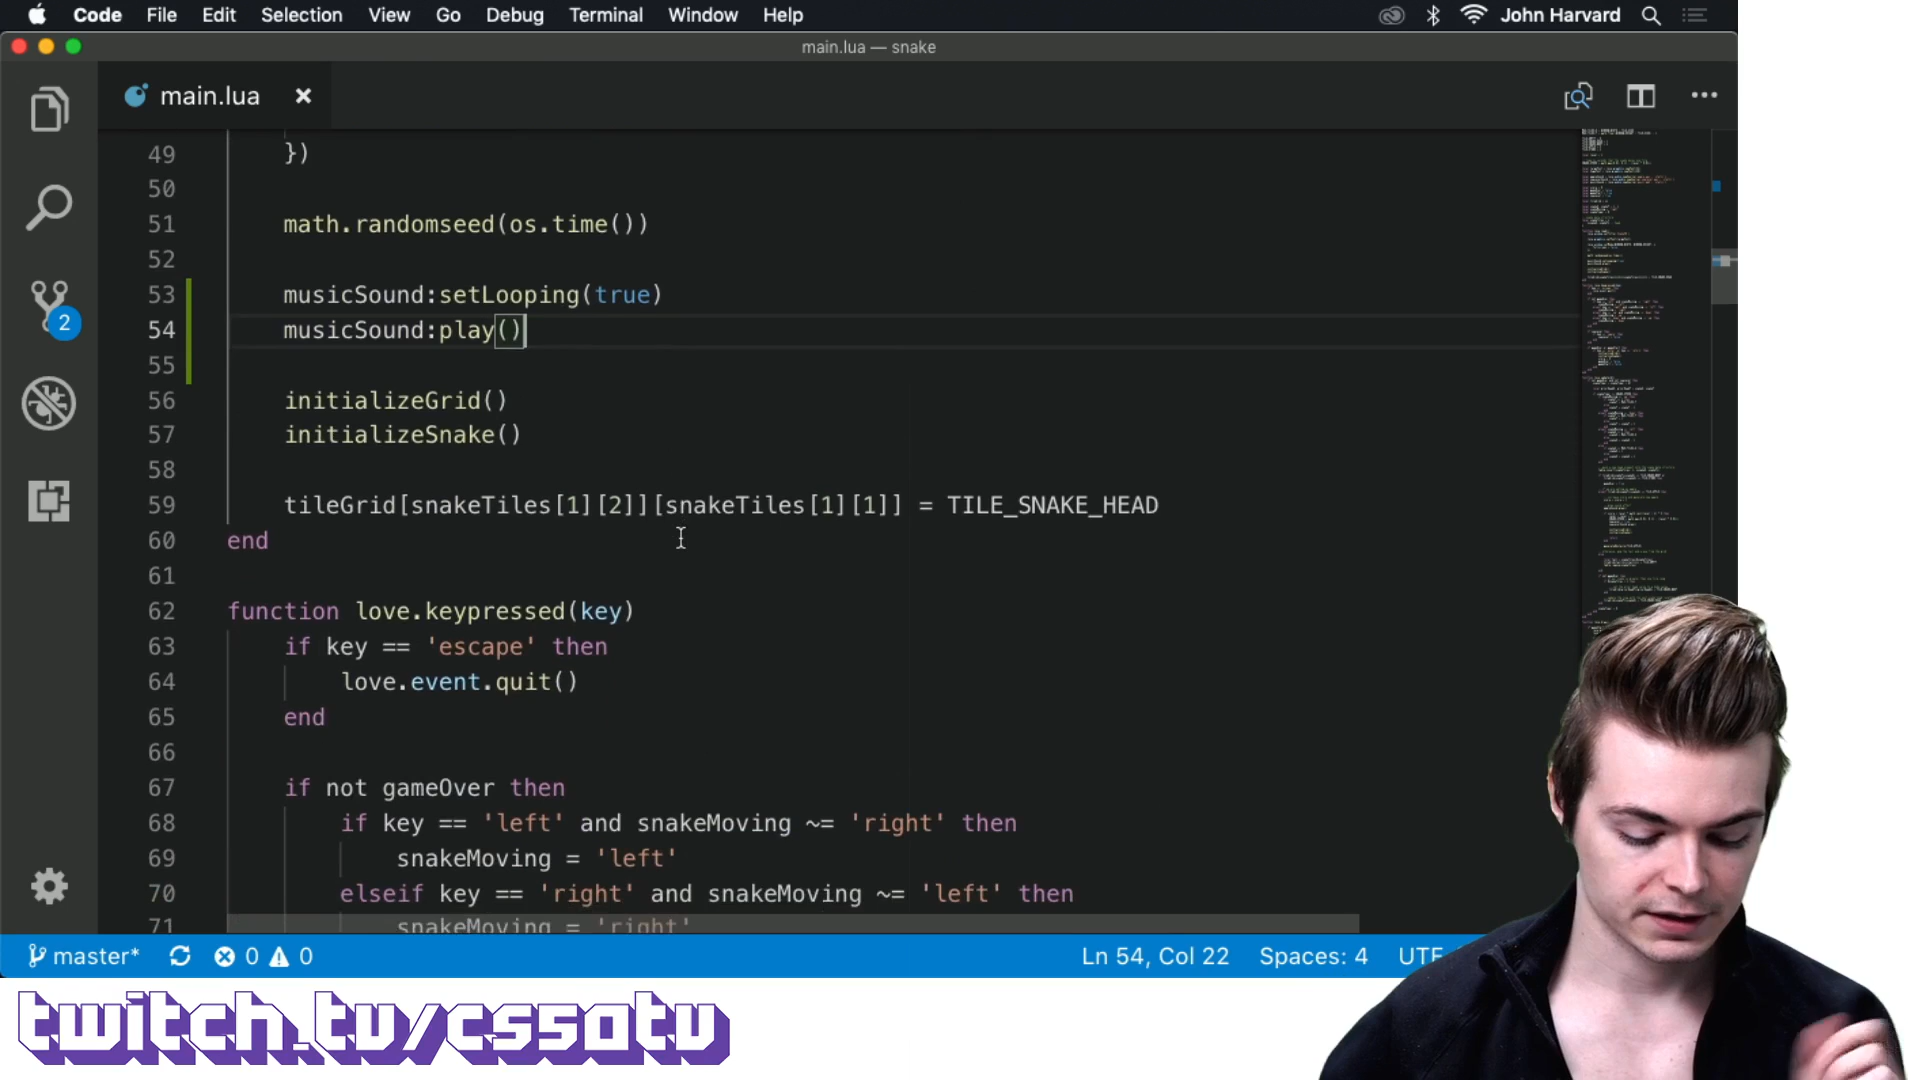 Code File Edit Selection View Go Debug Terminal Window Help John Harvard
main.lua — snake
main.lua
49 })
50
51 math.randomseed(os.time())
52
53 musicSound:setLooping(true)
54 musicSound:play()
55
56 initializeGrid()
57 initializeSnake()
58
59 tileGrid[snakeTiles[1][2]][snakeTiles[1][1]] = TILE_SNAKE_HEAD
60 end
61
62 function love.keypressed(key)
63 if key == 'escape' then
64 love.event.quit()
65 end
66
67 if not gameOver then
68 if key == 'left' and snakeMoving ~= 'right' then
69 snakeMoving = 'left'
70 elseif key == 'right' and snakeMoving ~= 'left' then
71 snakeMoving = 'right'
2
master* 0 0 Ln 54, Col 22 Spaces: 4 UTF
twitch.tv/cs50tv